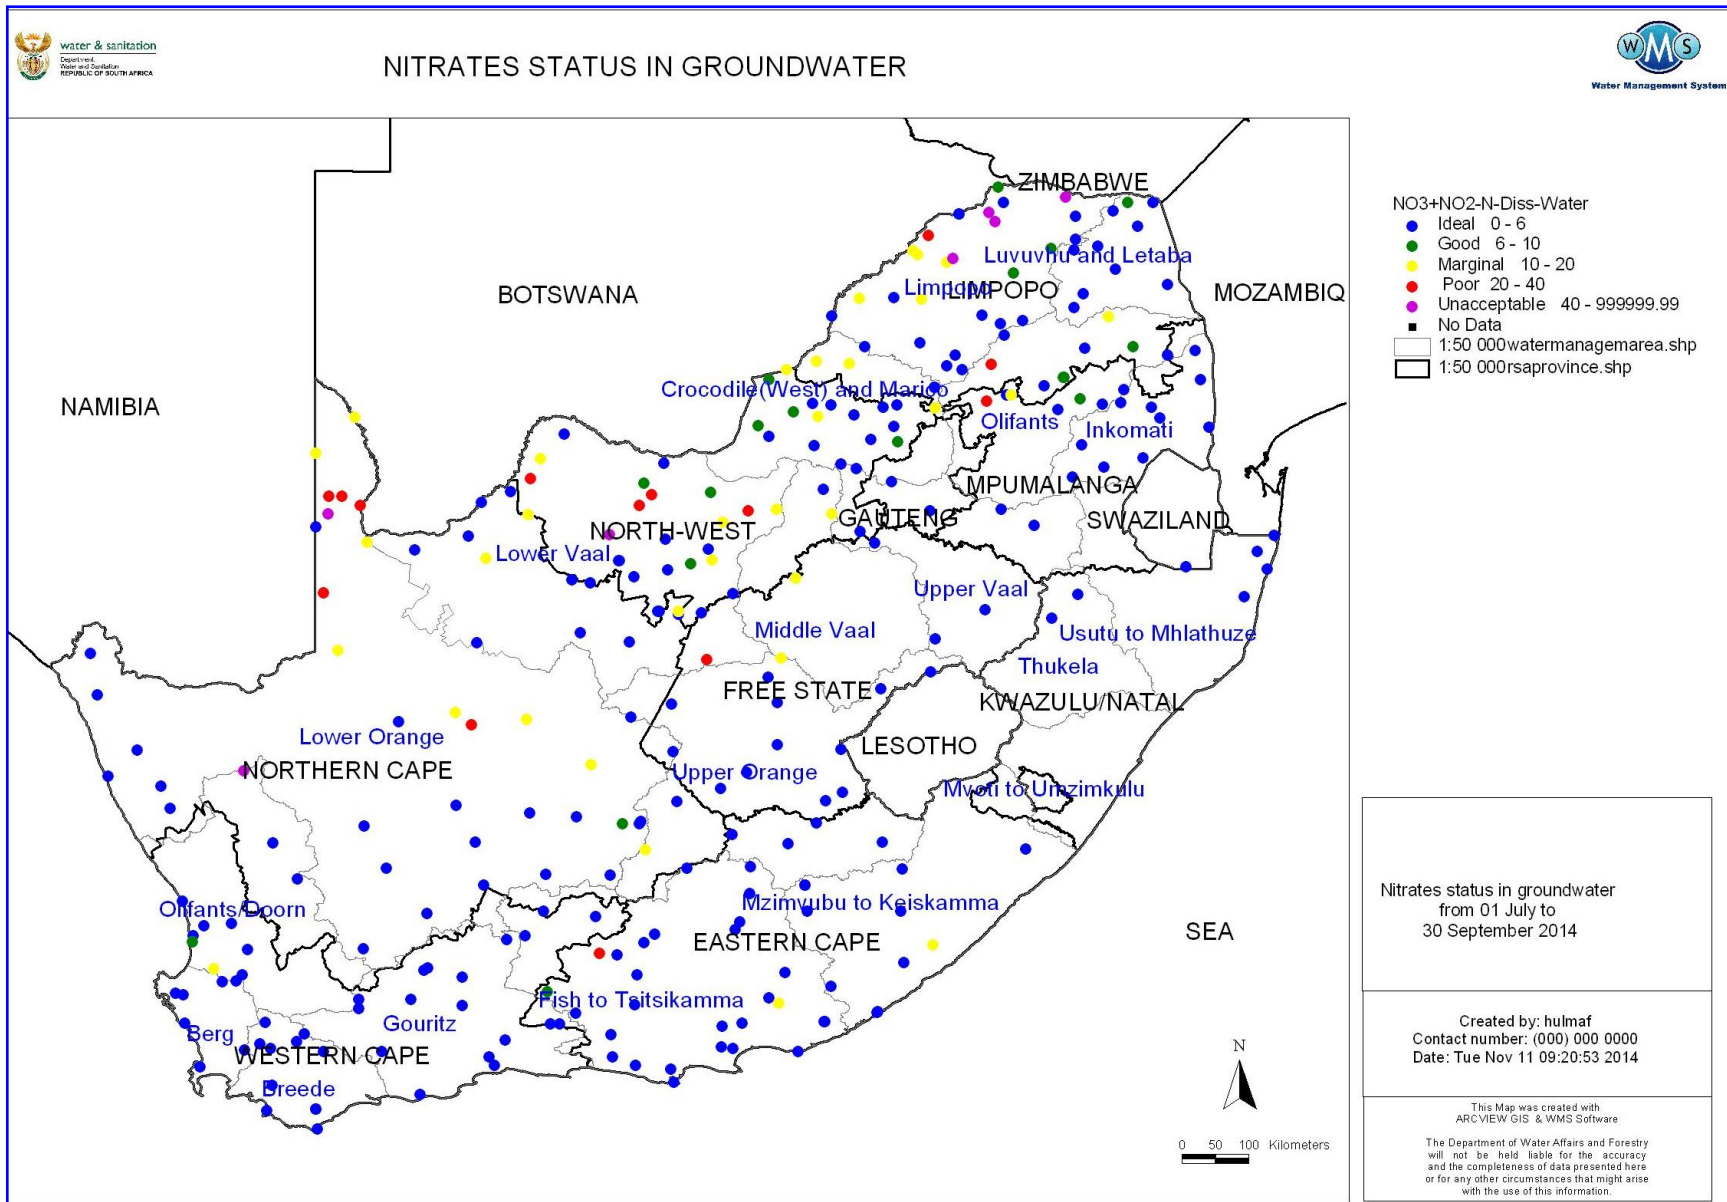 water & sanitation
Department:
Water and Sanitation
REPUBLIC OF SOUTH AFRICA
NITRATES STATUS IN GROUNDWATER
WMS
Water Management System
ZIMBABWE
Luvuvhu and Letaba
BOTSWANA
Limpopo
LIMPOPO
MOZAMBIQ
NAMIBIA
Crocodile(West) and Marico
Olifants
Inkomati
MPUMALANGA
NORTH-WEST
GAUTENG
SWAZILAND
Lower Vaal
Upper Vaal
Middle Vaal
Usutu to Mhlathuze
Thukela
FREE STATE
KWAZULU/NATAL
Lower Orange
LESOTHO
NORTHERN CAPE
Upper Orange
Mvoti to Umzimkulu
Olifants/Doorn
Mzimvubu to Keiskamma
EASTERN CAPE
SEA
Fish to Tsitsikamma
Gouritz
Berg
WESTERN CAPE
Breede
N
0 50 100 Kilometers
NO3+NO2-N-Diss-Water
Ideal 0 - 6
Good 6 - 10
Marginal 10 - 20
Poor 20 - 40
Unacceptable 40 - 999999.99
No Data
1:50 000watermanagemarea.shp
1:50 000rsaprovince.shp
Nitrates status in groundwater
from 01 July to
30 September 2014
Created by: hulmaf
Contact number: (000) 000 0000
Date: Tue Nov 11 09:20:53 2014
This Map was created with
ARCVIEW GIS & WMS Software
The Department of Water Affairs and Forestry
will not be held liable for the accuracy
and the completeness of data presented here
or for any other circumstances that might arise
with the use of this information.